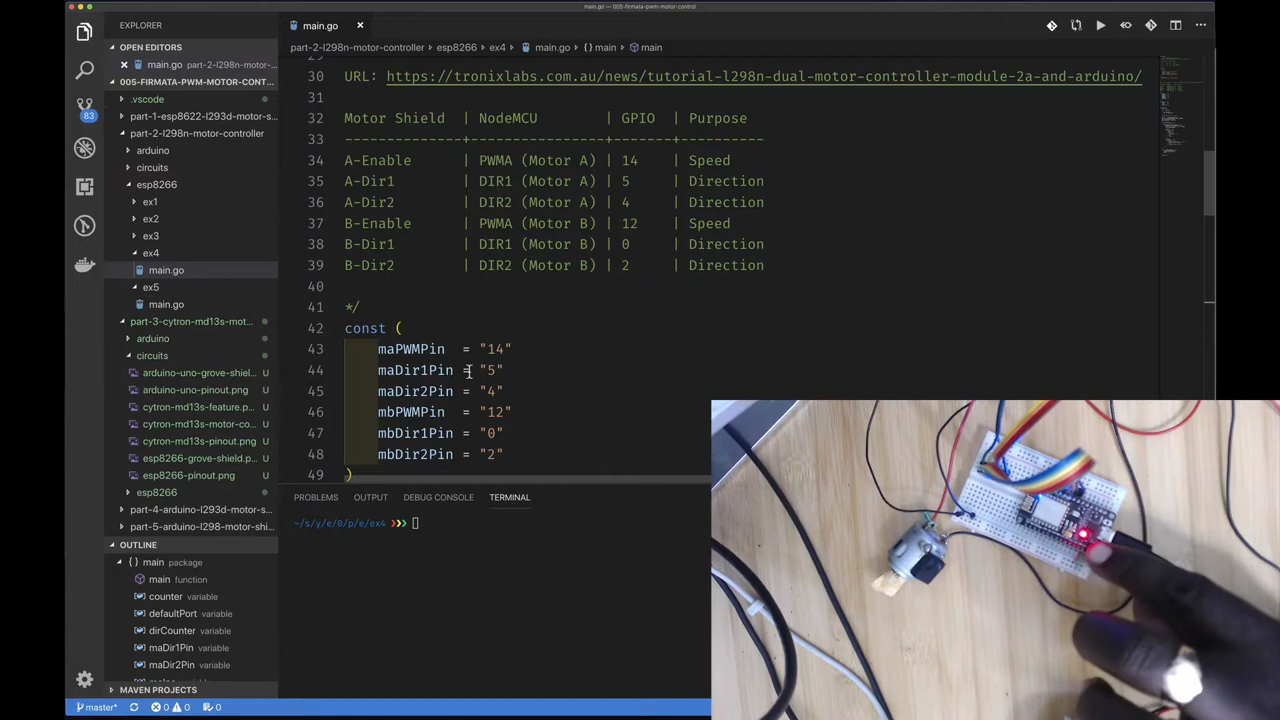 main.go — 005-firmata-pwm-motor-control
EXPLORER
main.go
OPEN EDITORS
main.go part-2-l298n-motor-...
005-FIRMATA-PWM-MOTOR-CONT...
.vscode
part-1-esp8622-l293d-motor-s...
part-2-l298n-motor-controller
arduino
circuits
esp8266
ex1
ex2
ex3
ex4
main.go
ex5
main.go
part-3-cytron-md13s-mot...
arduino
circuits
arduino-uno-grove-shiel... U
arduino-uno-pinout.png U
cytron-md13s-feature.p... U
cytron-md13s-motor-co... U
cytron-md13s-pinout.png U
esp8266-grove-shield.p... U
esp8266-pinout.png U
esp8266
part-4-arduino-l293d-motor-s...
part-5-arduino-l298-motor-shi...
83
OUTLINE
main package
main function
counter variable
defaultPort variable
dirCounter variable
maDir1Pin variable
maDir2Pin variable
MAVEN PROJECTS
master* 0 0 0
part-2-l298n-motor-controller › esp8266 › ex4 › main.go › {} main › main
29
30 URL: https://tronixlabs.com.au/news/tutorial-l298n-dual-motor-controller-module-2a-and-arduino/
31
32 Motor Shield | NodeMCU | GPIO | Purpose
33 --------------+----------------+-------+----------
34 A-Enable | PWMA (Motor A) | 14 | Speed
35 A-Dir1 | DIR1 (Motor A) | 5 | Direction
36 A-Dir2 | DIR2 (Motor A) | 4 | Direction
37 B-Enable | PWMA (Motor B) | 12 | Speed
38 B-Dir1 | DIR1 (Motor B) | 0 | Direction
39 B-Dir2 | DIR2 (Motor B) | 2 | Direction
40
41 */
42 const (
43 maPWMPin = "14"
44 maDir1Pin = "5"
45 maDir2Pin = "4"
46 mbPWMPin = "12"
47 mbDir1Pin = "0"
48 mbDir2Pin = "2"
49 )
PROBLEMS OUTPUT DEBUG CONSOLE TERMINAL
~/s/y/e/0/p/e/ex4 ❯❯❯